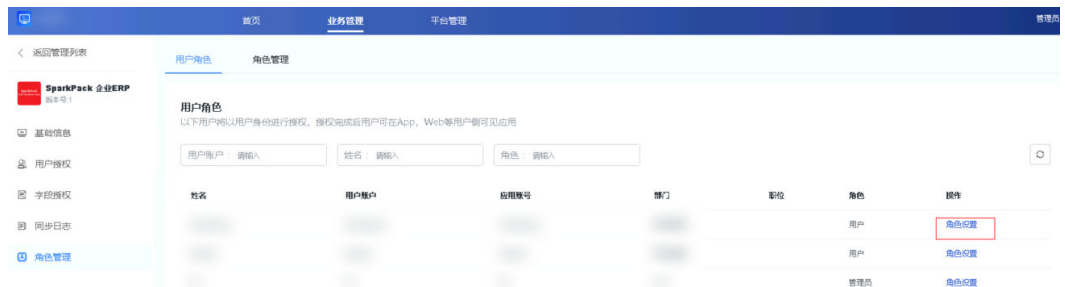 首页 业务管理 平台管理 管理员
返回管理列表
用户角色 角色管理
SparkPack 企业ERP
版本号:1
用户角色
以下用户将以用户身份进行授权，授权完成后用户可在App，Web等用户侧可见应用
基础信息
用户账户： 请输入 姓名： 请输入 角色： 请输入
用户授权
字段授权
姓名 用户账户 应用账号 部门 职位 角色 操作
同步日志
用户 角色设置
角色管理
用户 角色设置
管理员 角色设置